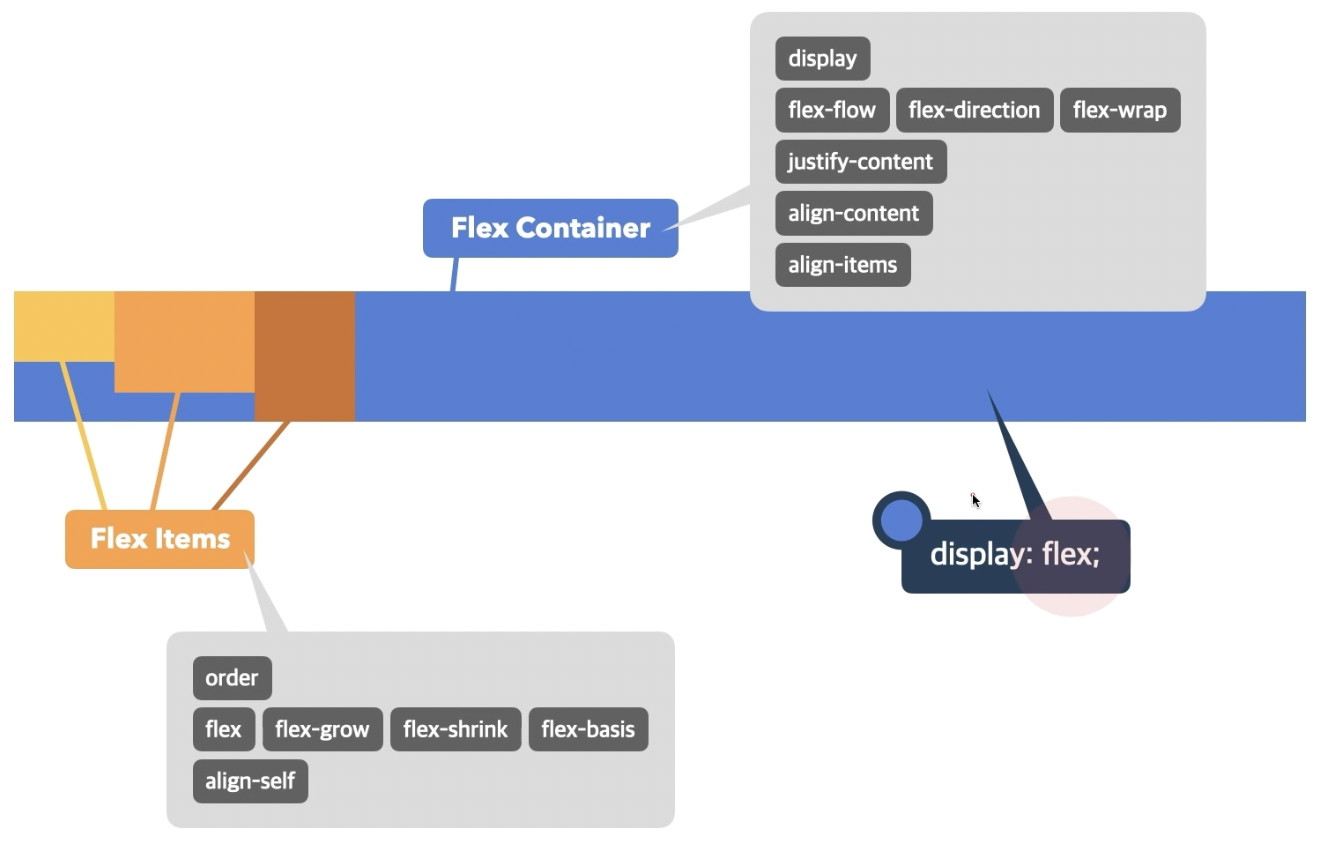 display
flex-flow flex-direction flex-wrap
justify-content
align-content
align-items
Flex Container
Flex Items
display: flex;
order
flex flex-grow flex-shrink flex-basis
align-self